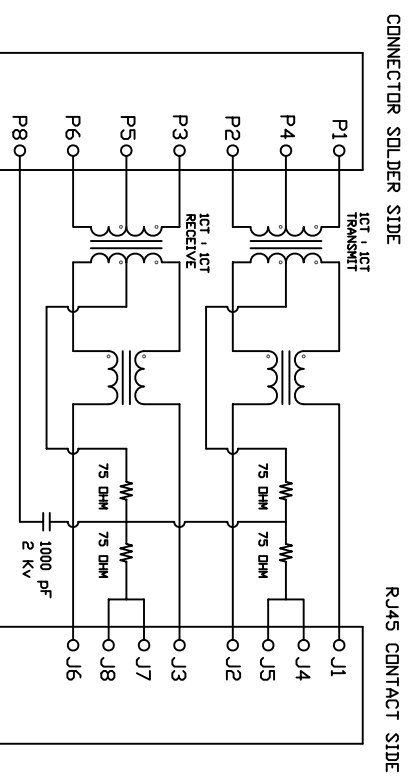 CONNECTOR SOLDER SIDE
P1
P4
P2
P3
P5
P6
P8
1CT : 1CT
TRANSMIT
1CT : 1CT
RECEIVE
75 OHM
75 OHM
75 OHM
75 OHM
1000 pF
2 Kv
J1
J4
J5
J2
J3
J7
J8
J6
RJ45 CONTACT SIDE